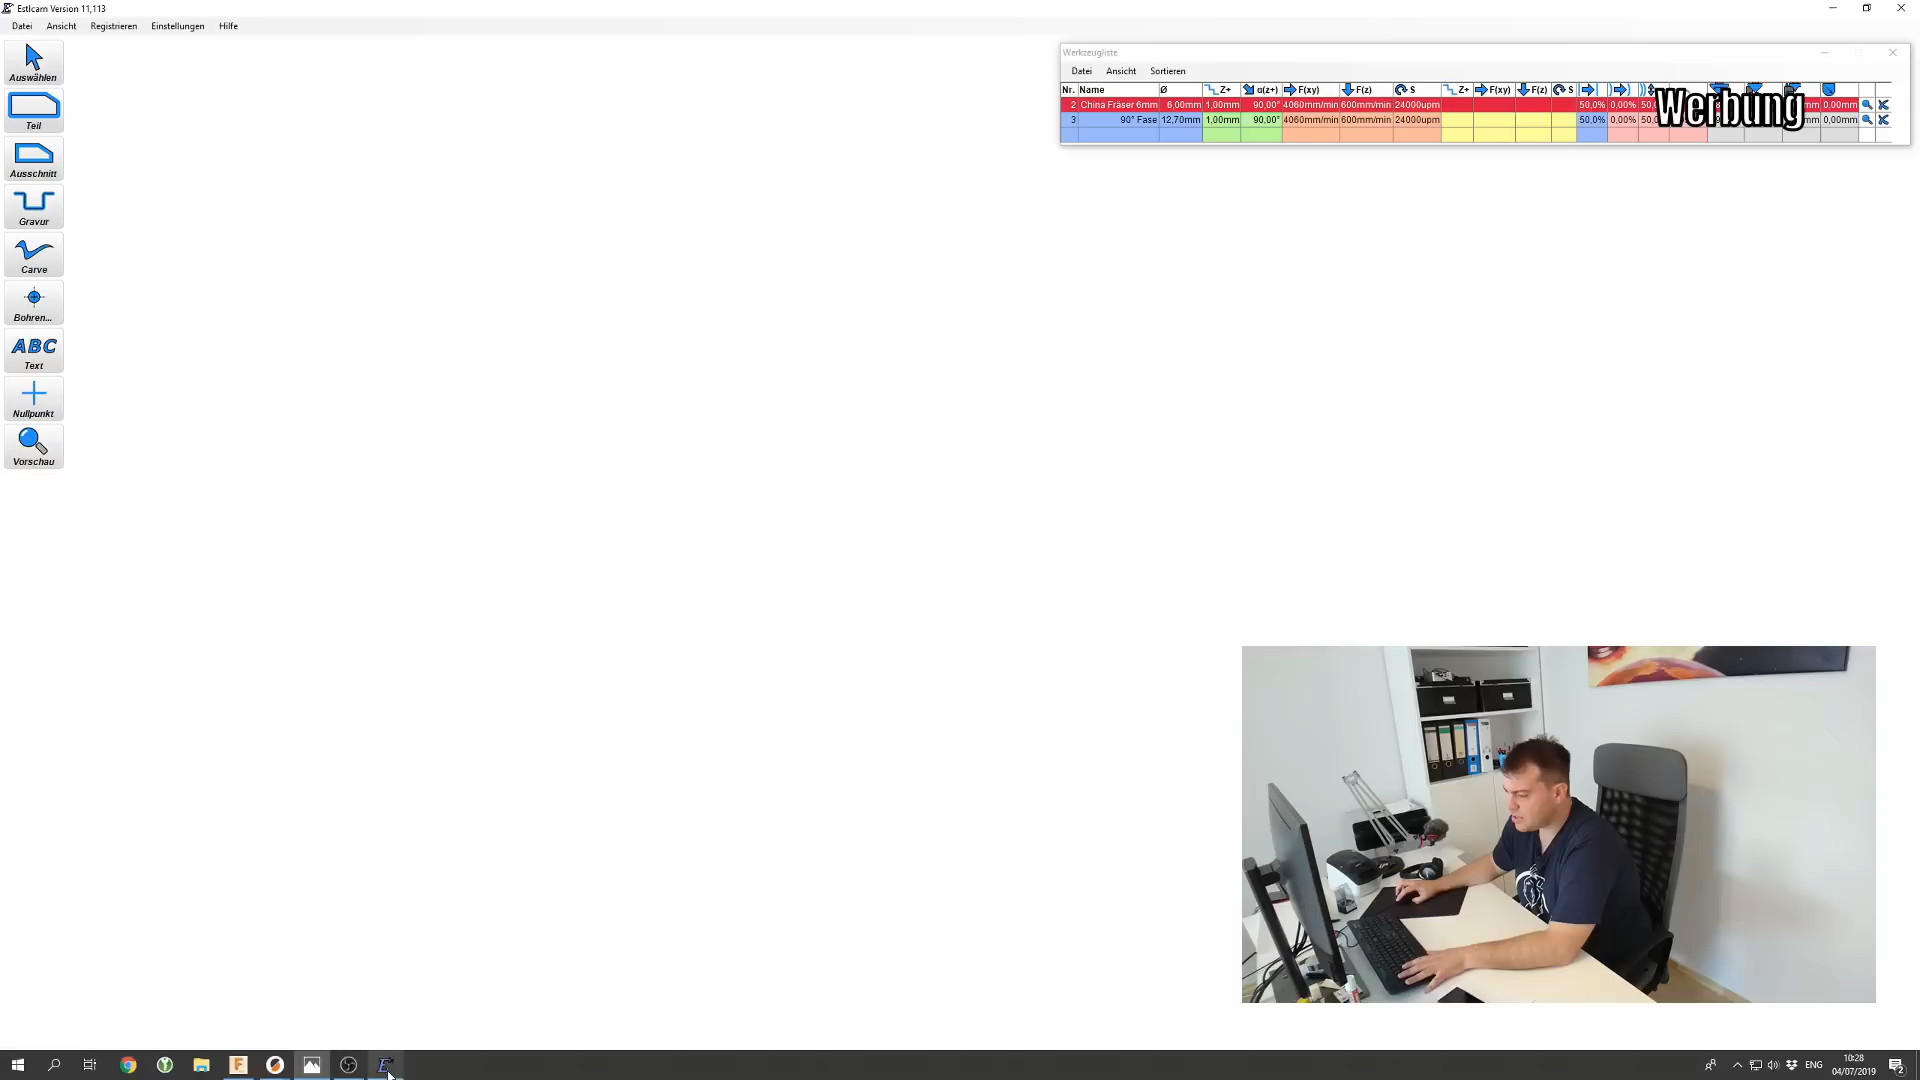 Estlcam Version 11,113
Datei Ansicht Registrieren Einstellungen Hilfe
Auswählen
Teil
Ausschnitt
Gravur
Carve
Bohren...
ABC
Text
Nullpunkt
Vorschau
Werkzeugliste
Datei Ansicht Sortieren
Nr. Name Ø Z+ α(z+) F(xy) F(z) S Z+ F(xy) F(z) S
2 China Fräser 6mm 6,00mm 1,00mm 90,00° 4060mm/min 600mm/min 24000upm 50,0% 0,00% 0,00mm
3 90° Fase 12,70mm 1,00mm 90,00° 4060mm/min 600mm/min 24000upm 50,0% 0,00% 0,00mm
Werbung
ENG
10:28
04/07/2019